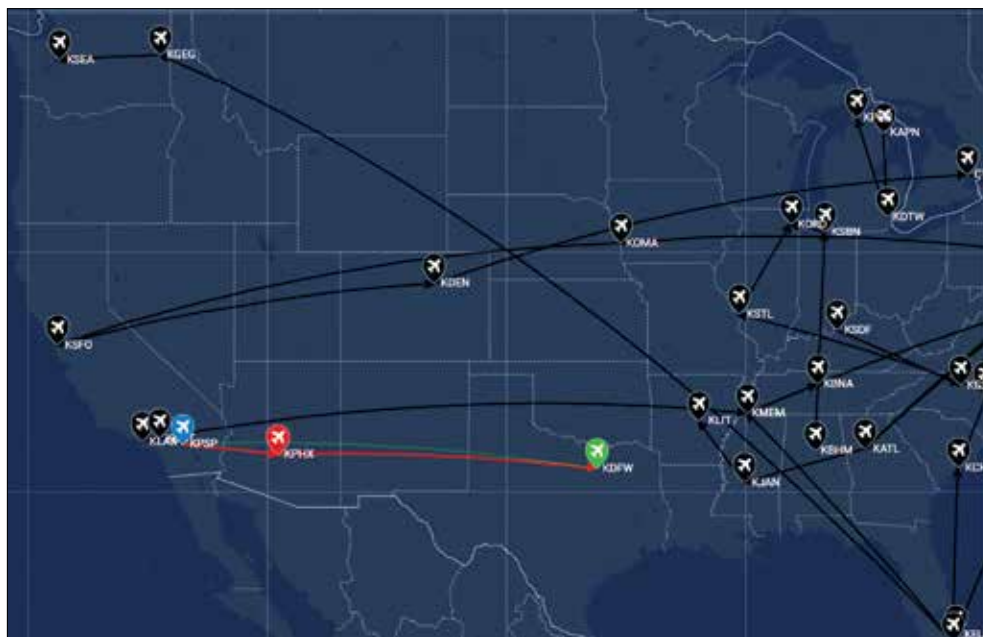 KSEA
KGEG
KAPN
KDTW
KORD
KSBN
KOMA
KDEN
KSTL
KSDF
KSFO
KBNA
KLIT
KMEM
KPSP
KPHX
KDFW
KBHM
KATL
KJAN